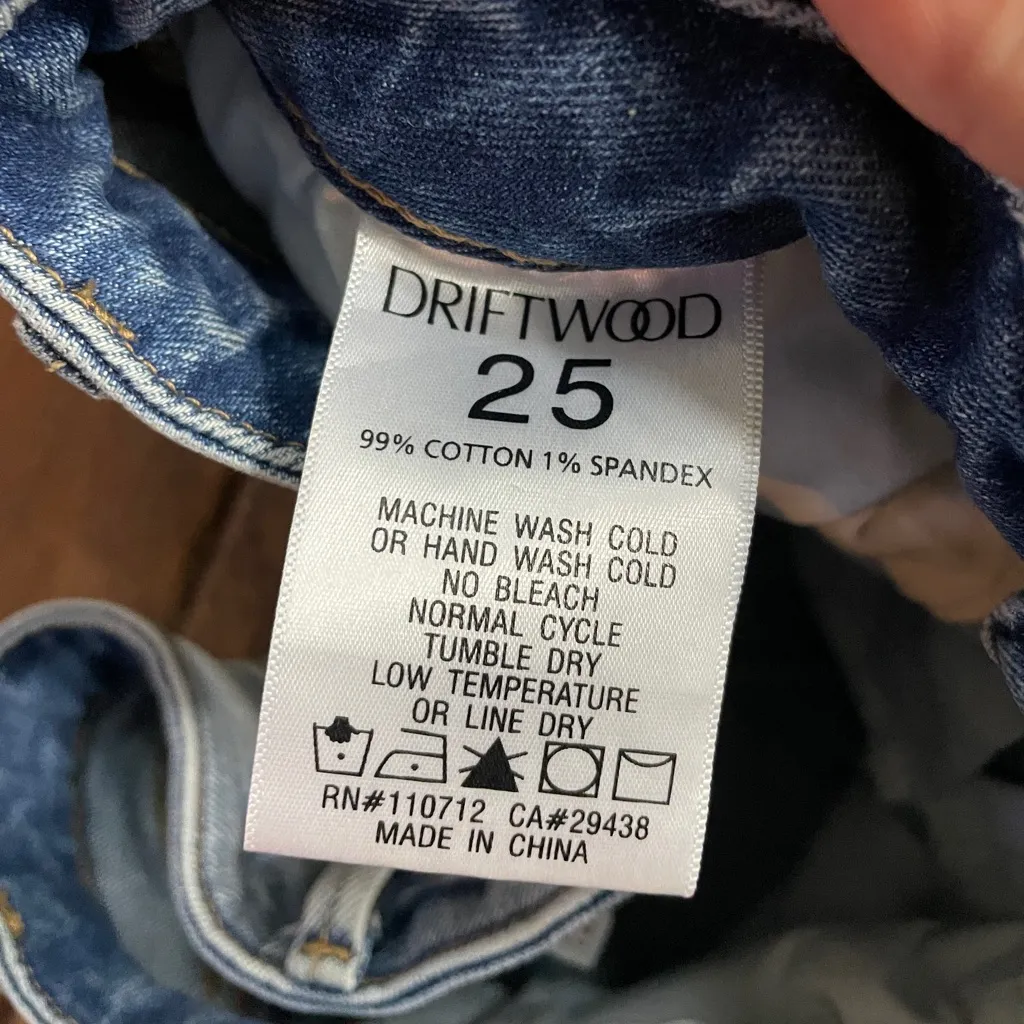 DRIFTWOOD
25
99% COTTON 1% SPANDEX
MACHINE WASH COLD
OR HAND WASH COLD
NO BLEACH
NORMAL CYCLE
TUMBLE DRY
LOW TEMPERATURE
OR LINE DRY
RN#110712 CA#29438
MADE IN CHINA